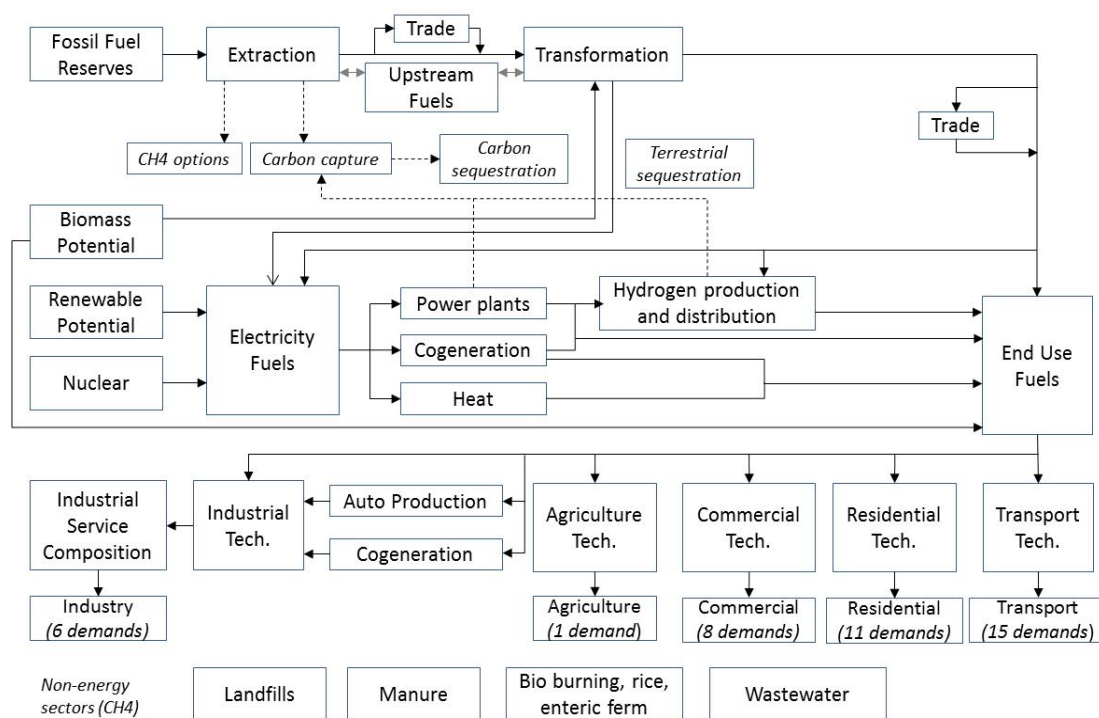 Fossil Fuel
Reserves
Extraction
Trade
Transformation
Upstream
Fuels
Trade
CH4 options
Carbon capture
Carbon
sequestration
Terrestrial
sequestration
Biomass
Potential
Renewable
Potential
Nuclear
Electricity
Fuels
Power plants
Cogeneration
Heat
Hydrogen production
and distribution
End Use
Fuels
Industrial
Service
Composition
Industrial
Tech.
Auto Production
Cogeneration
Agriculture
Tech.
Commercial
Tech.
Residential
Tech.
Transport
Tech.
Industry
(6 demands)
Agriculture
(1 demand)
Commercial
(8 demands)
Residential
(11 demands)
Transport
(15 demands)
Non-energy
sectors (CH4)
Landfills
Manure
Bio burning, rice,
enteric ferm
Wastewater